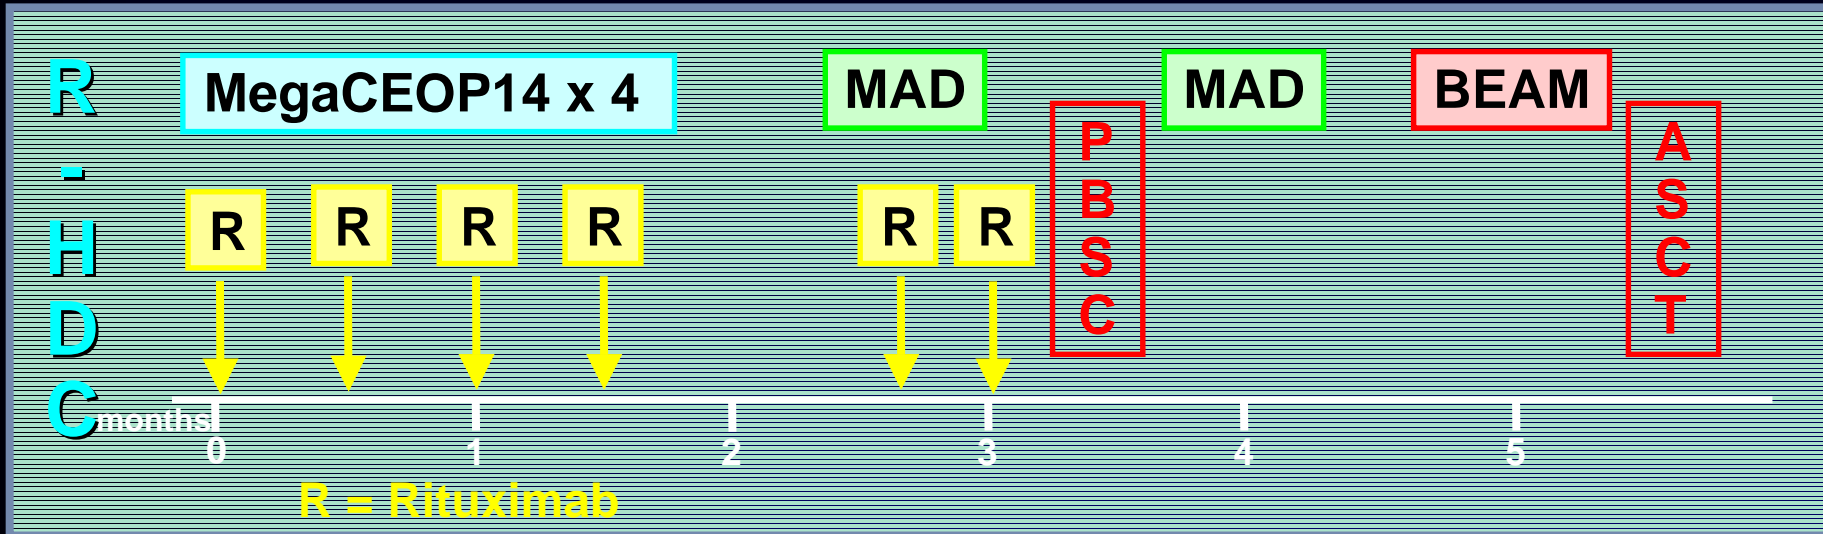 R-HDC
MegaCEOP14 x 4
MAD
MAD
BEAM
PBSC
ASCT
R
R
R
R
R
R
months
0
1
2
3
4
5
R = Rituximab